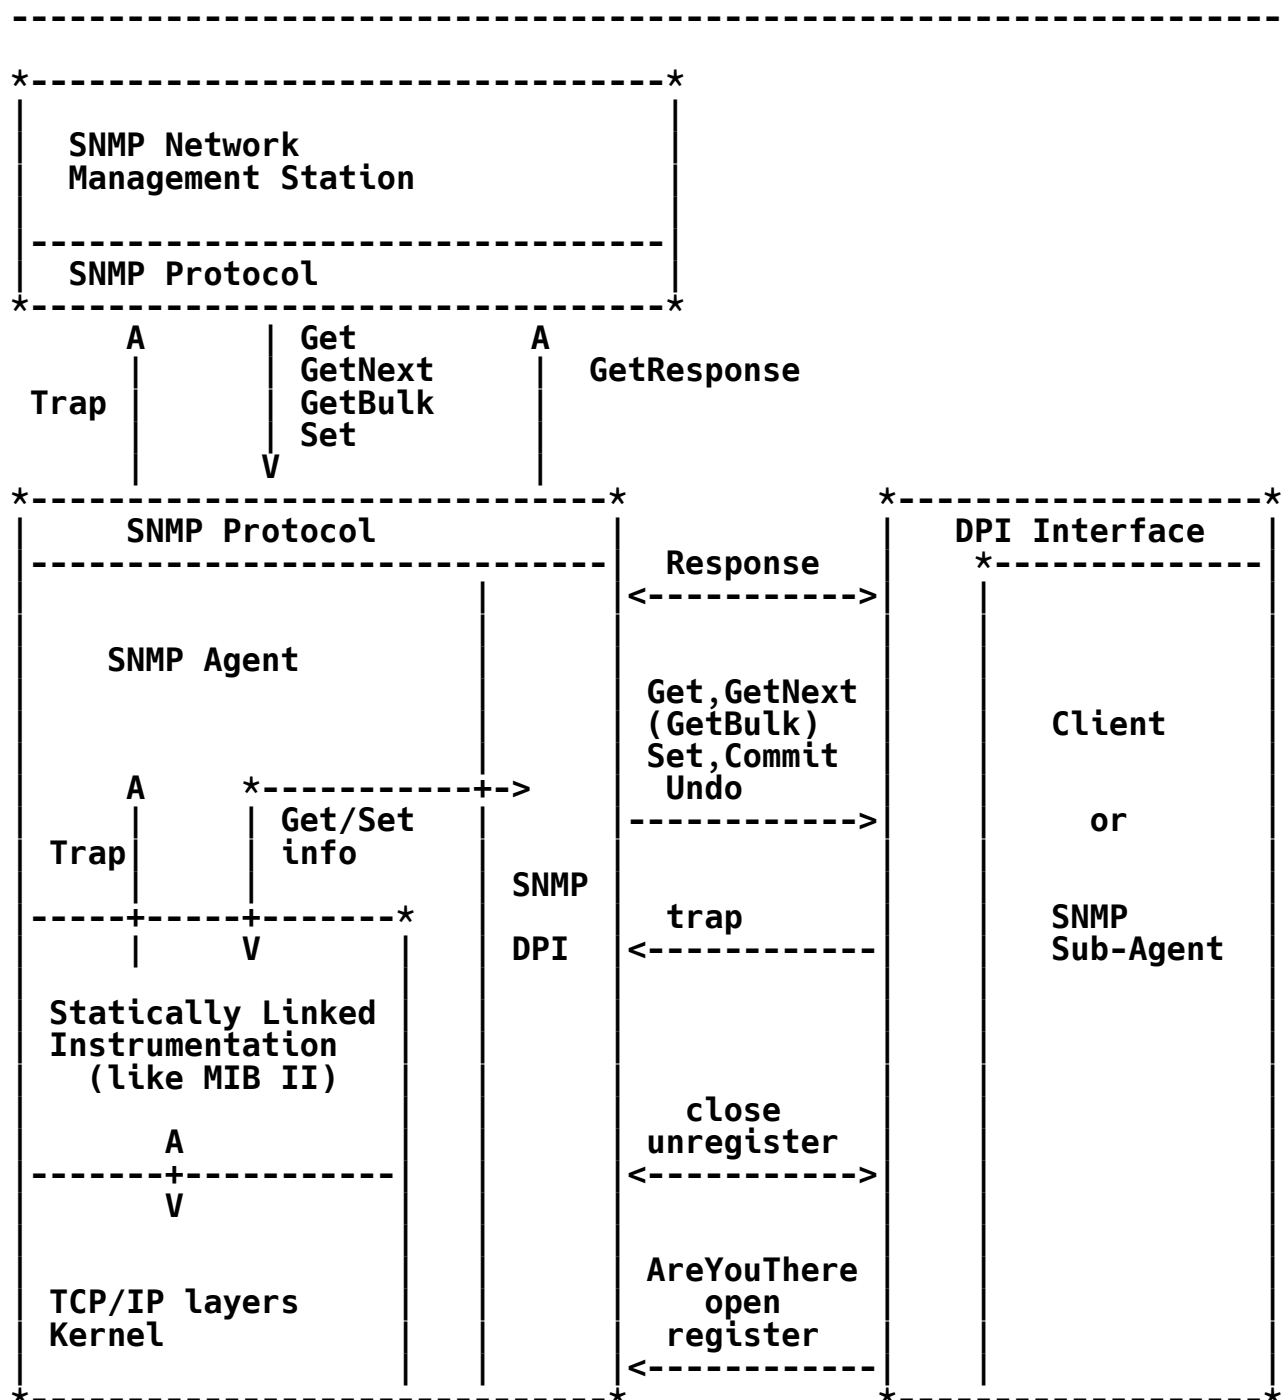 SNMP Network
Management Station
SNMP Protocol
A | Get A
| | GetNext | GetResponse
Trap | | GetBulk |
| | Set |
| V |
SNMP Protocol DPI Interface
Response
<----------->
SNMP Agent
Get,GetNext
(GetBulk) Client
Set,Commit
A *-----------+-> Undo
| | Get/Set ------------> or
Trap| | info
SNMP
-----+-----+-------* trap SNMP
| V DPI <------------ Sub-Agent
Statically Linked
Instrumentation
(like MIB II)
close
A unregister
-------+----------- <----------->
V
AreYouThere
TCP/IP layers open
Kernel register
<------------